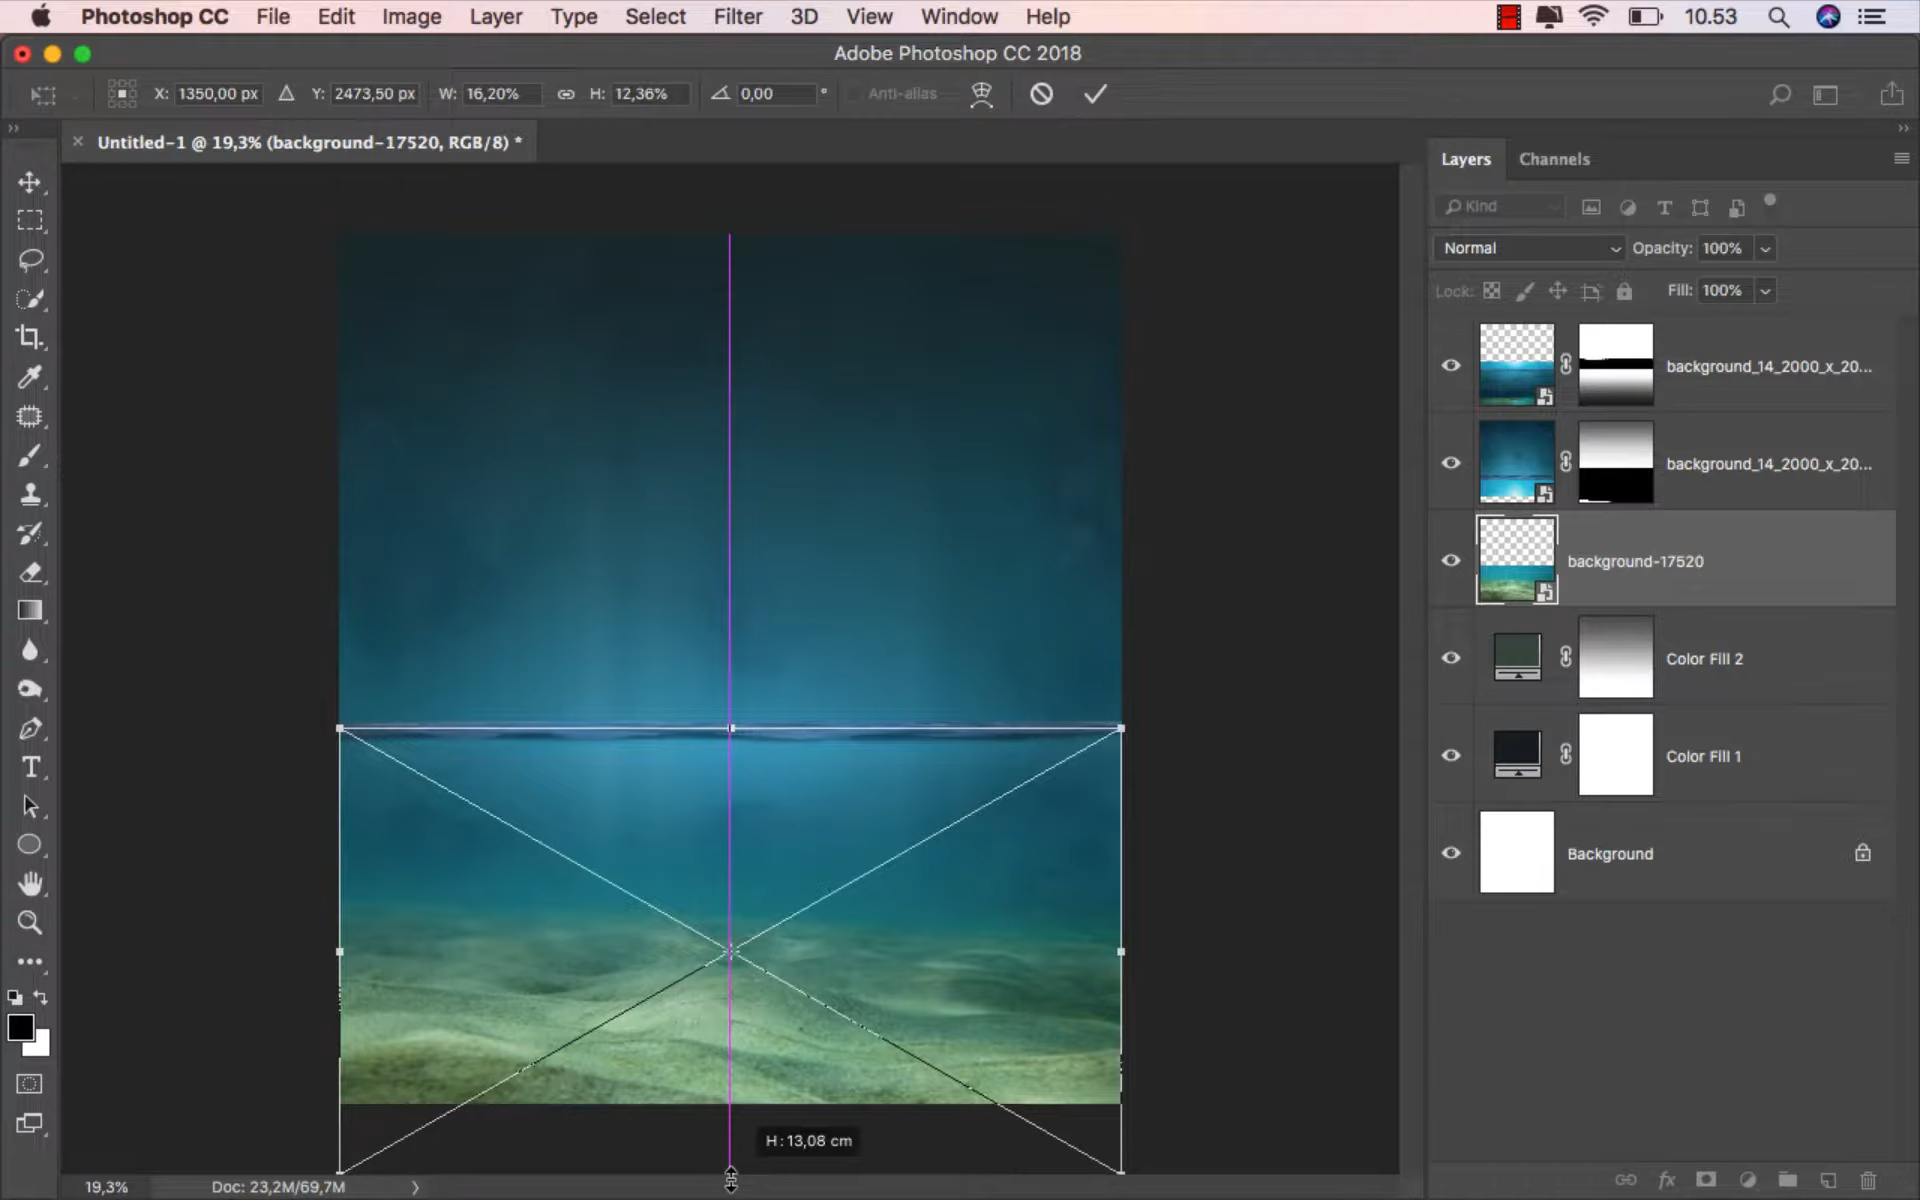 Photoshop CC File Edit Image Layer Type Select Filter 3D View Window Help 10.53
Adobe Photoshop CC 2018
X: 1350,00 px Y: 2473,50 px W: 16,20% H: 12,36% 0,00 ° Anti-alias
Untitled-1 @ 19,3% (background-17520, RGB/8) *
Layers Channels
Kind
Normal Opacity: 100%
Lock: Fill: 100%
background_14_2000_x_20...
background_14_2000_x_20...
background-17520
Color Fill 2
Color Fill 1
Background
H: 13,08 cm
19,3% Doc: 23,2M/69,7M